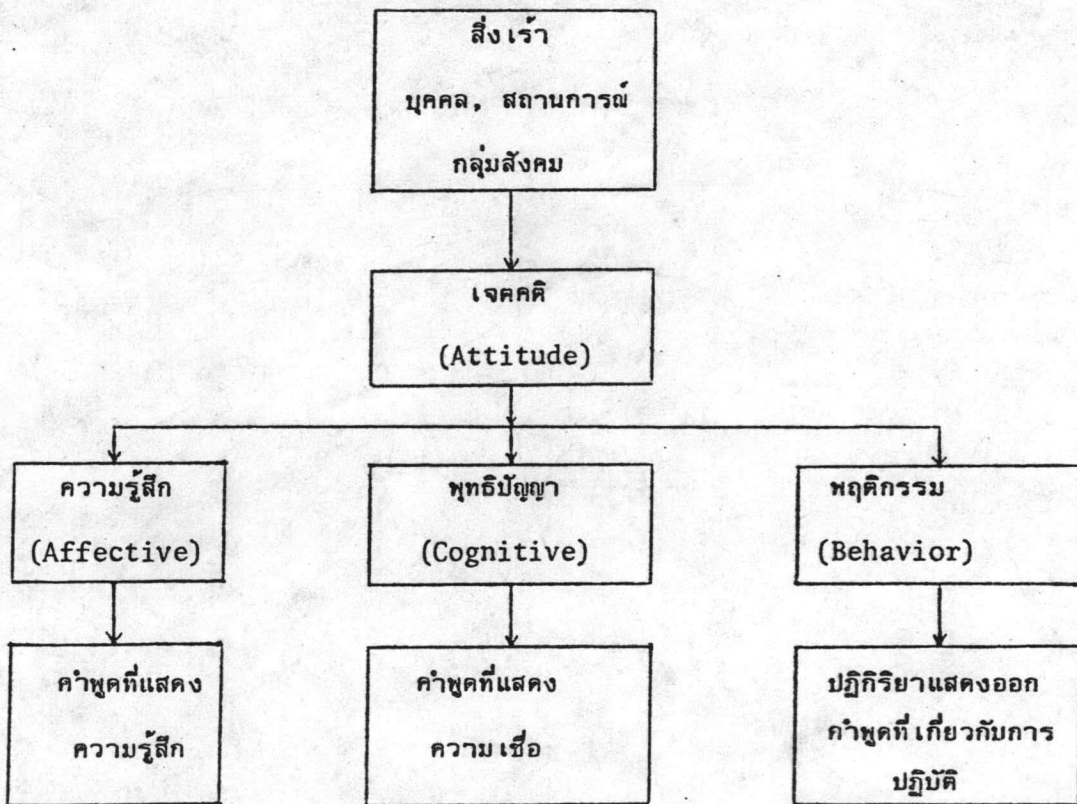 สิ่งเร้า
บุคคล, สถานการณ์
กลุ่มสังคม
เจคคติ
(Attitude)
ความรู้สึก
(Affective)
พุทธิปัญญา
(Cognitive)
พฤติกรรม
(Behavior)
คำพูดที่แสดง
ความรู้สึก
คำพูดที่แสดง
ความเชื่อ
ปฏิกิริยาแสดงออก
คำพูดที่เกี่ยวกับการ
ปฏิบัติ